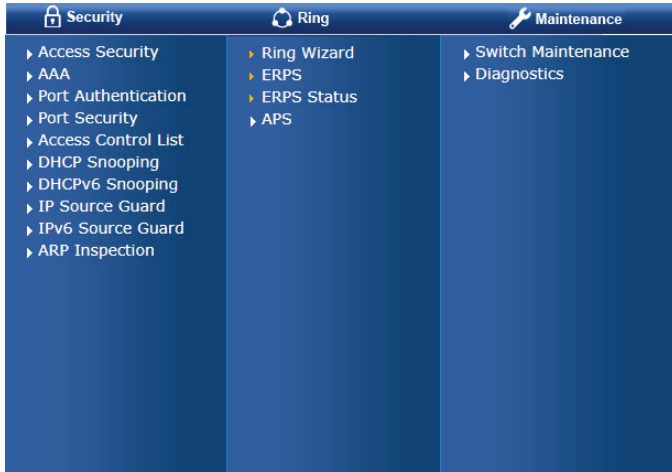 Security
Access Security
AAA
Port Authentication
Port Security
Access Control List
DHCP Snooping
DHCPv6 Snooping
IP Source Guard
IPv6 Source Guard
ARP Inspection
Ring
Ring Wizard
ERPS
ERPS Status
APS
Maintenance
Switch Maintenance
Diagnostics